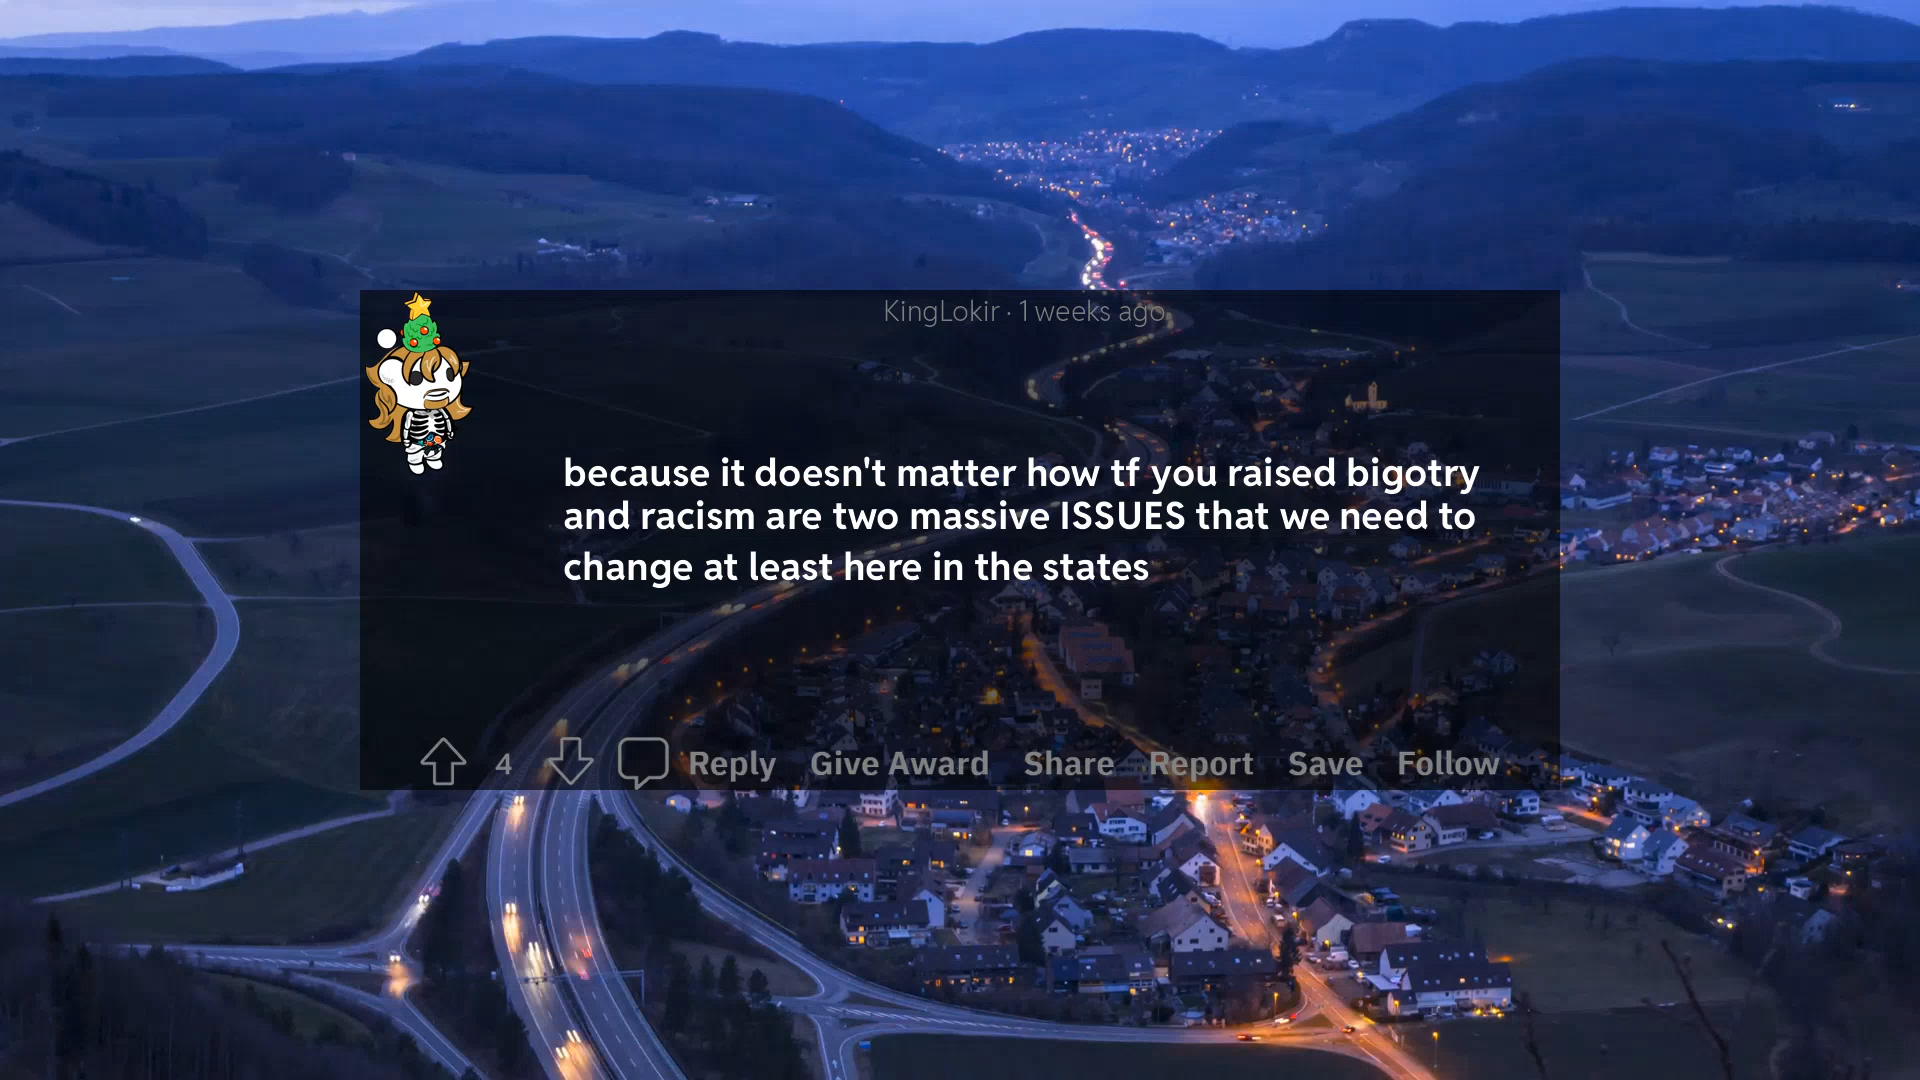 KingLokir · 1 weeks ago
because it doesn't matter how tf you raised bigotry
and racism are two massive ISSUES that we need to
change at least here in the states
4 Reply Give Award Share Report Save Follow